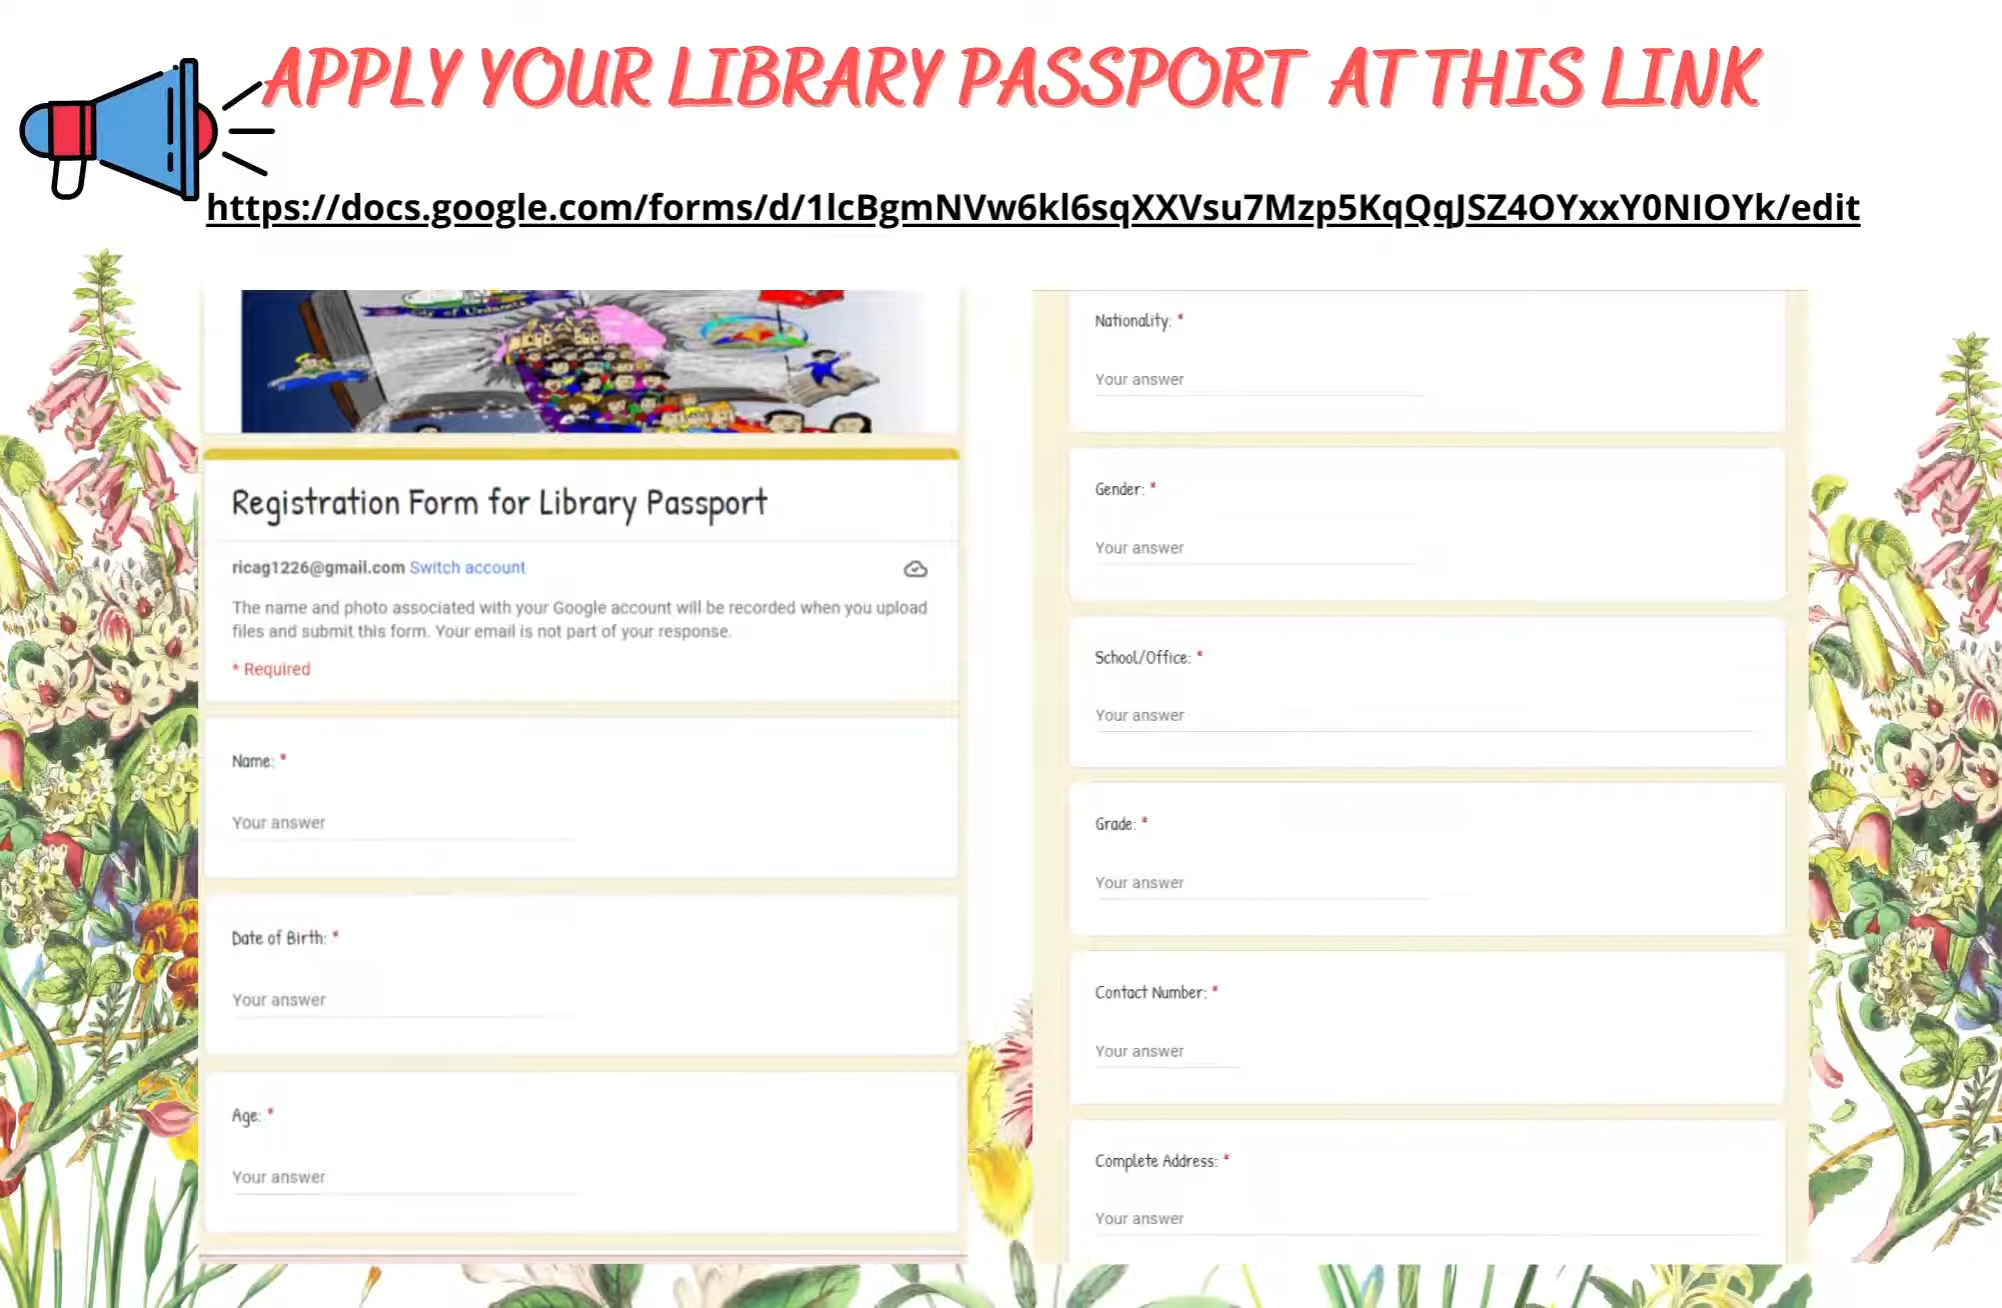 APPLY YOUR LIBRARY PASSPORT AT THIS LINK
https://docs.google.com/forms/d/1lcBgmNVw6kl6sqXXVsu7Mzp5KqQqJSZ4OYxxY0NIOYk/edit
City of Urdaneta
Registration Form for Library Passport
ricag1226@gmail.com Switch account
The name and photo associated with your Google account will be recorded when you upload
files and submit this form. Your email is not part of your response.
* Required
Name: *
Your answer
Date of Birth: *
Your answer
Age: *
Your answer
Nationality: *
Your answer
Gender: *
Your answer
School/Office: *
Your answer
Grade: *
Your answer
Contact Number: *
Your answer
Complete Address: *
Your answer